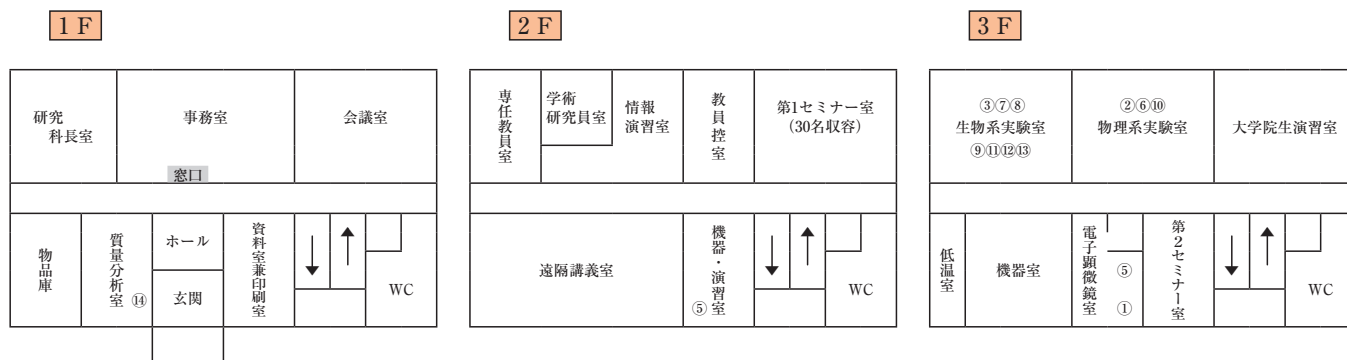 1 F
研究
科長室
事務室
会議室
窓口
物品庫
質量分析室
⑭
ホール
玄関
資料室兼印刷室
WC
2 F
専任教員室
学術
研究員室
情報
演習室
教員控室
第1セミナー室
(30名収容)
遠隔講義室
機器・演習室
⑤
WC
3 F
③⑦⑧
生物系実験室
⑨⑪⑫⑬
②⑥⑩
物理系実験室
大学院生演習室
低温室
機器室
電子顕微鏡室
⑤
①
第2セミナー室
WC